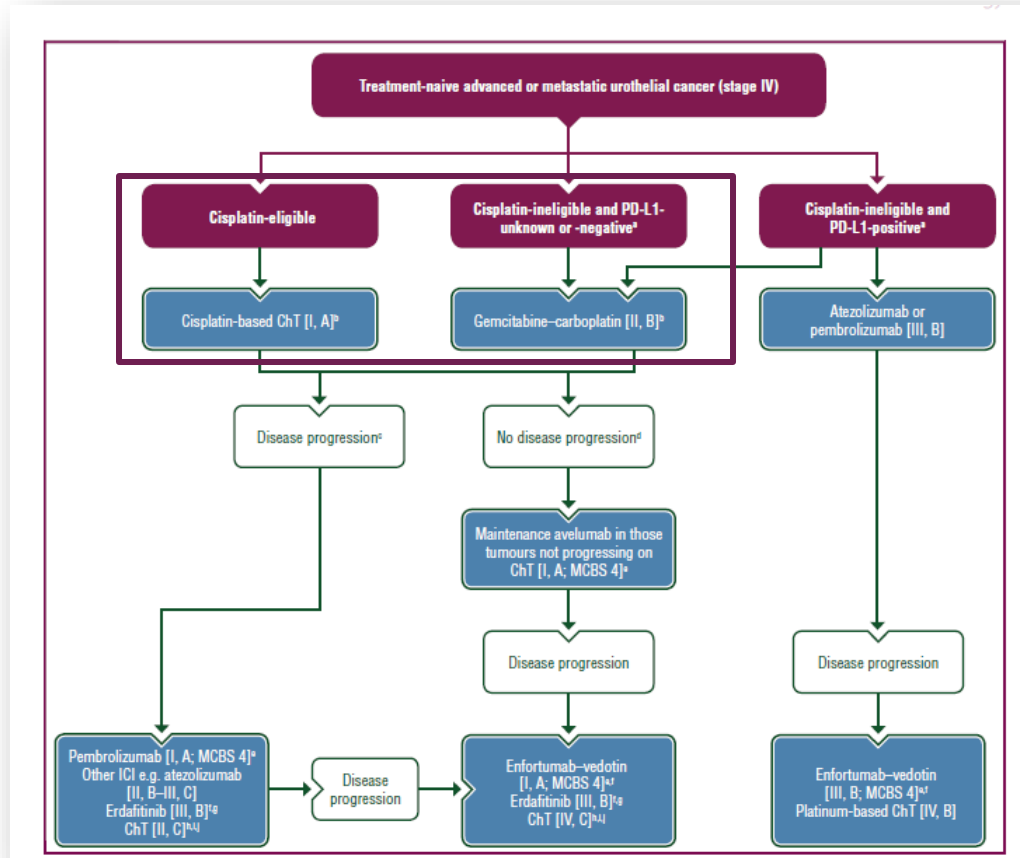 Treatment-naive advanced or metastatic urothelial cancer (stage IV)
Cisplatin-eligible
Cisplatin-ineligible and PD-L1-
unknown or -negativeᵃ
Cisplatin-ineligible and
PD-L1-positiveᵃ
Cisplatin-based ChT [I, A]ᵇ
Gemcitabine–carboplatin [II, B]ᵇ
Atezolizumab or
pembrolizumab [III, B]
Disease progressionᶜ
No disease progressionᵈ
Maintenance avelumab in those
tumours not progressing on
ChT [I, A; MCBS 4]ᵉ
Disease progression
Disease progression
Pembrolizumab [I, A; MCBS 4]ᵉ
Other ICI e.g. atezolizumab
[II, B–III, C]
Erdafitinib [III, B]ᶠ,ᵍ
ChT [II, C]ʰ,ⁱ,ʲ
Disease
progression
Enfortumab–vedotin
[I, A; MCBS 4]ᵉ,ᶠ
Erdafitinib [III, B]ᶠ,ᵍ
ChT [IV, C]ʰ,ⁱ,ʲ
Enfortumab–vedotin
[III, B; MCBS 4]ᵉ,ᶠ
Platinum-based ChT [IV, B]